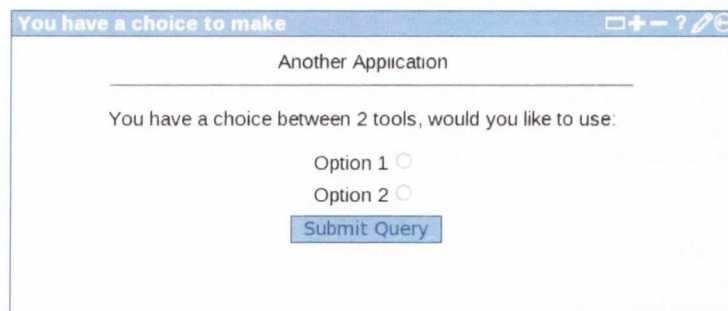 You have a choice to make
Another Application
You have a choice between 2 tools, would you like to use:
Option 1
Option 2
Submit Query